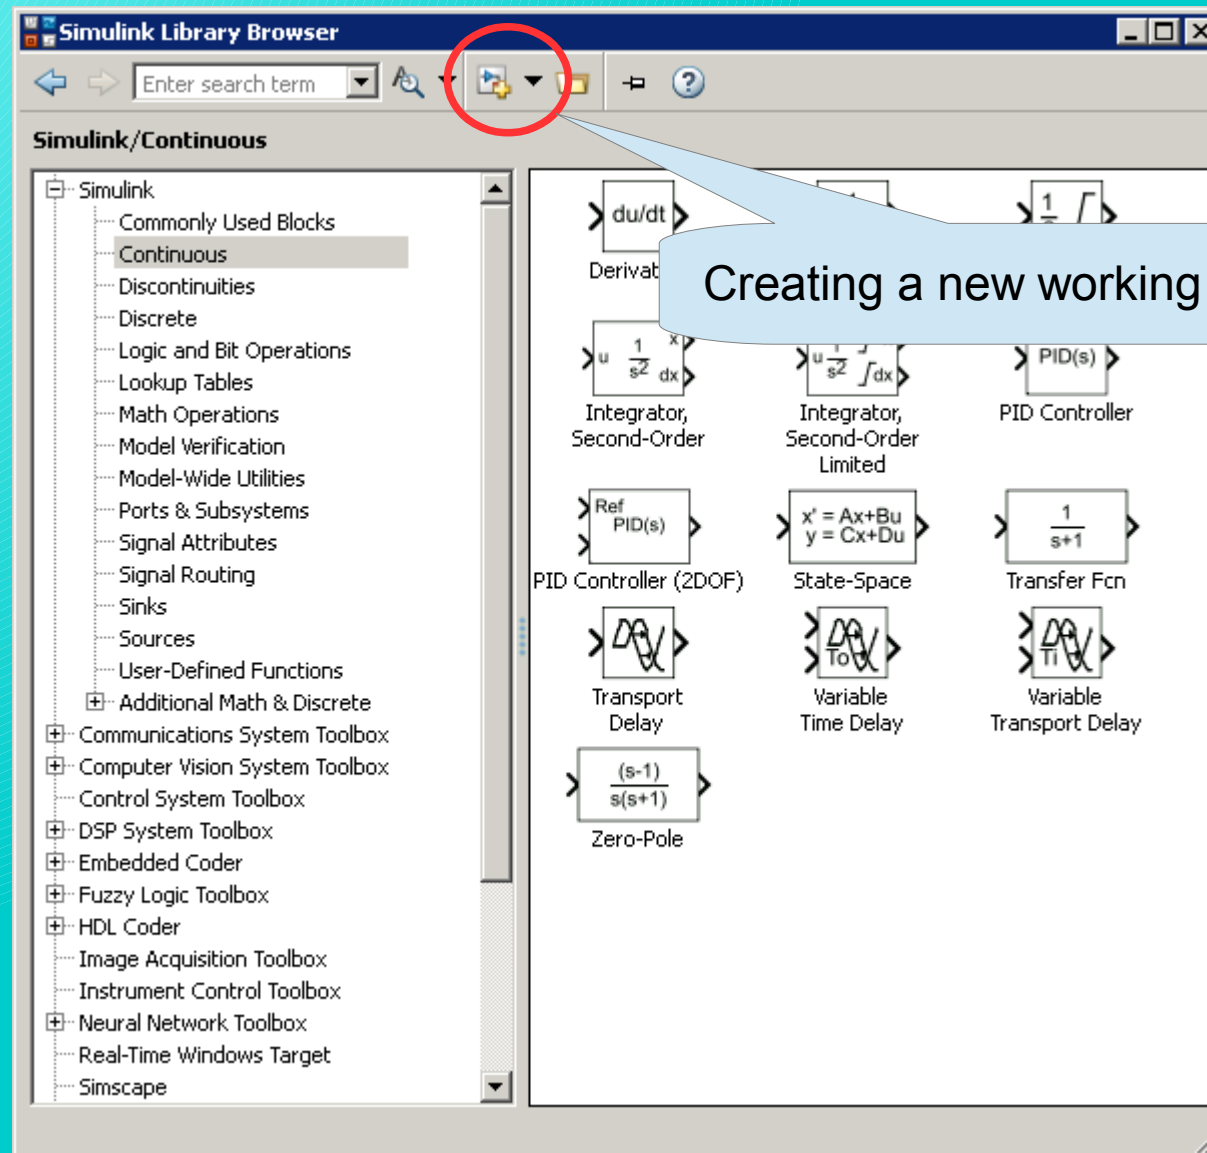 Simulink Library Browser
Enter search term
Simulink/Continuous
Simulink
Commonly Used Blocks
Continuous
Discontinuities
Discrete
Logic and Bit Operations
Lookup Tables
Math Operations
Model Verification
Model-Wide Utilities
Ports & Subsystems
Signal Attributes
Signal Routing
Sinks
Sources
User-Defined Functions
Additional Math & Discrete
Communications System Toolbox
Computer Vision System Toolbox
Control System Toolbox
DSP System Toolbox
Embedded Coder
Fuzzy Logic Toolbox
HDL Coder
Image Acquisition Toolbox
Instrument Control Toolbox
Neural Network Toolbox
Real-Time Windows Target
Simscape
du/dt
Creating a new working
u 1 x
s2 dx
Integrator,
Second-Order
u 1
s2 ∫dx
Integrator,
Second-Order
Limited
PID(s)
PID Controller
Ref
PID(s)
PID Controller (2DOF)
x' = Ax+Bu
y = Cx+Du
State-Space
1
s+1
Transfer Fcn
Transport
Delay
To
Variable
Time Delay
Ti
Variable
Transport Delay
(s-1)
s(s+1)
Zero-Pole